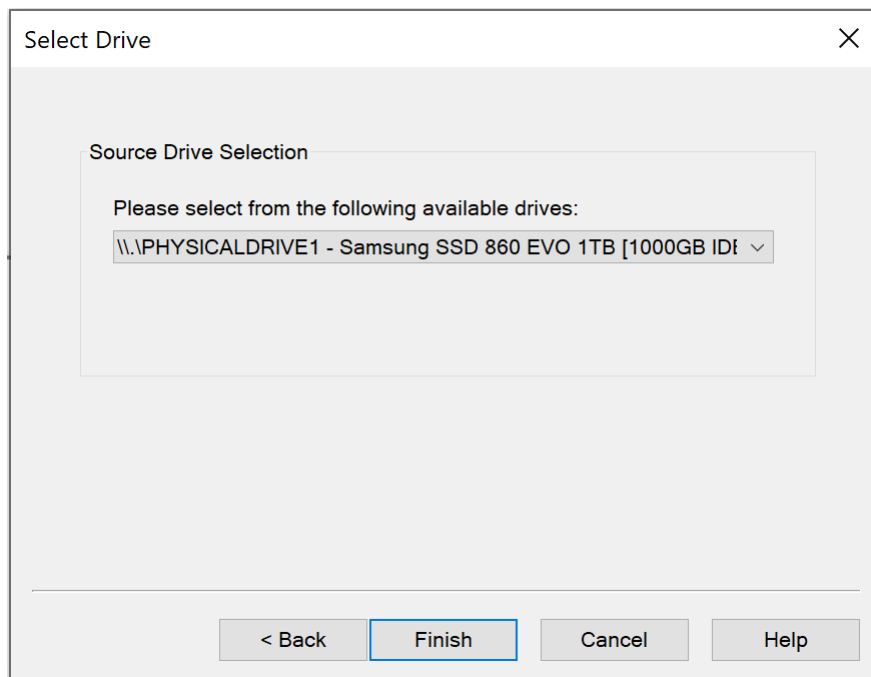 Select Drive
Source Drive Selection
Please select from the following available drives:
\\.\PHYSICALDRIVE1 - Samsung SSD 860 EVO 1TB [1000GB IDE
< Back
Finish
Cancel
Help